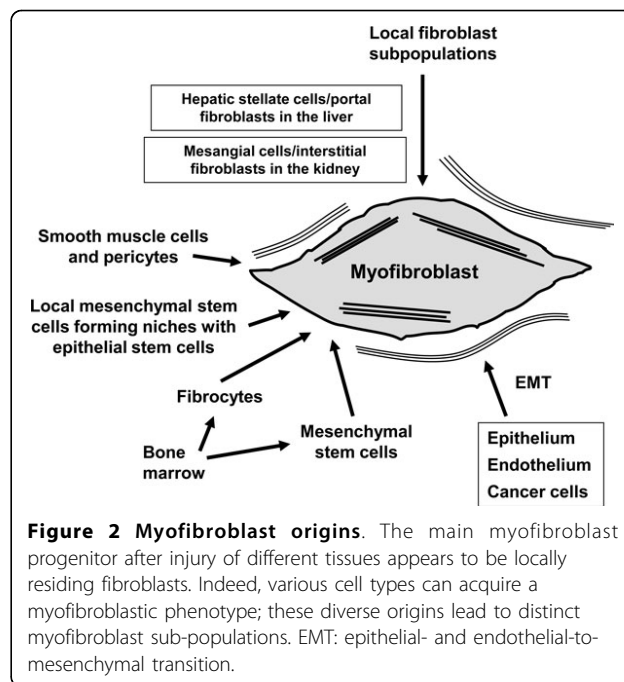 Local fibroblast
subpopulations
Hepatic stellate cells/portal
fibroblasts in the liver
Mesangial cells/interstitial
fibroblasts in the kidney
Smooth muscle cells
and pericytes
Myofibroblast
Local mesenchymal stem
cells forming niches with
epithelial stem cells
Fibrocytes
EMT
Bone
marrow
Mesenchymal
stem cells
Epithelium
Endothelium
Cancer cells
Figure 2 Myofibroblast origins. The main myofibroblast
progenitor after injury of different tissues appears to be locally
residing fibroblasts. Indeed, various cell types can acquire a
myofibroblastic phenotype; these diverse origins lead to distinct
myofibroblast sub-populations. EMT: epithelial- and endothelial-to-
mesenchymal transition.